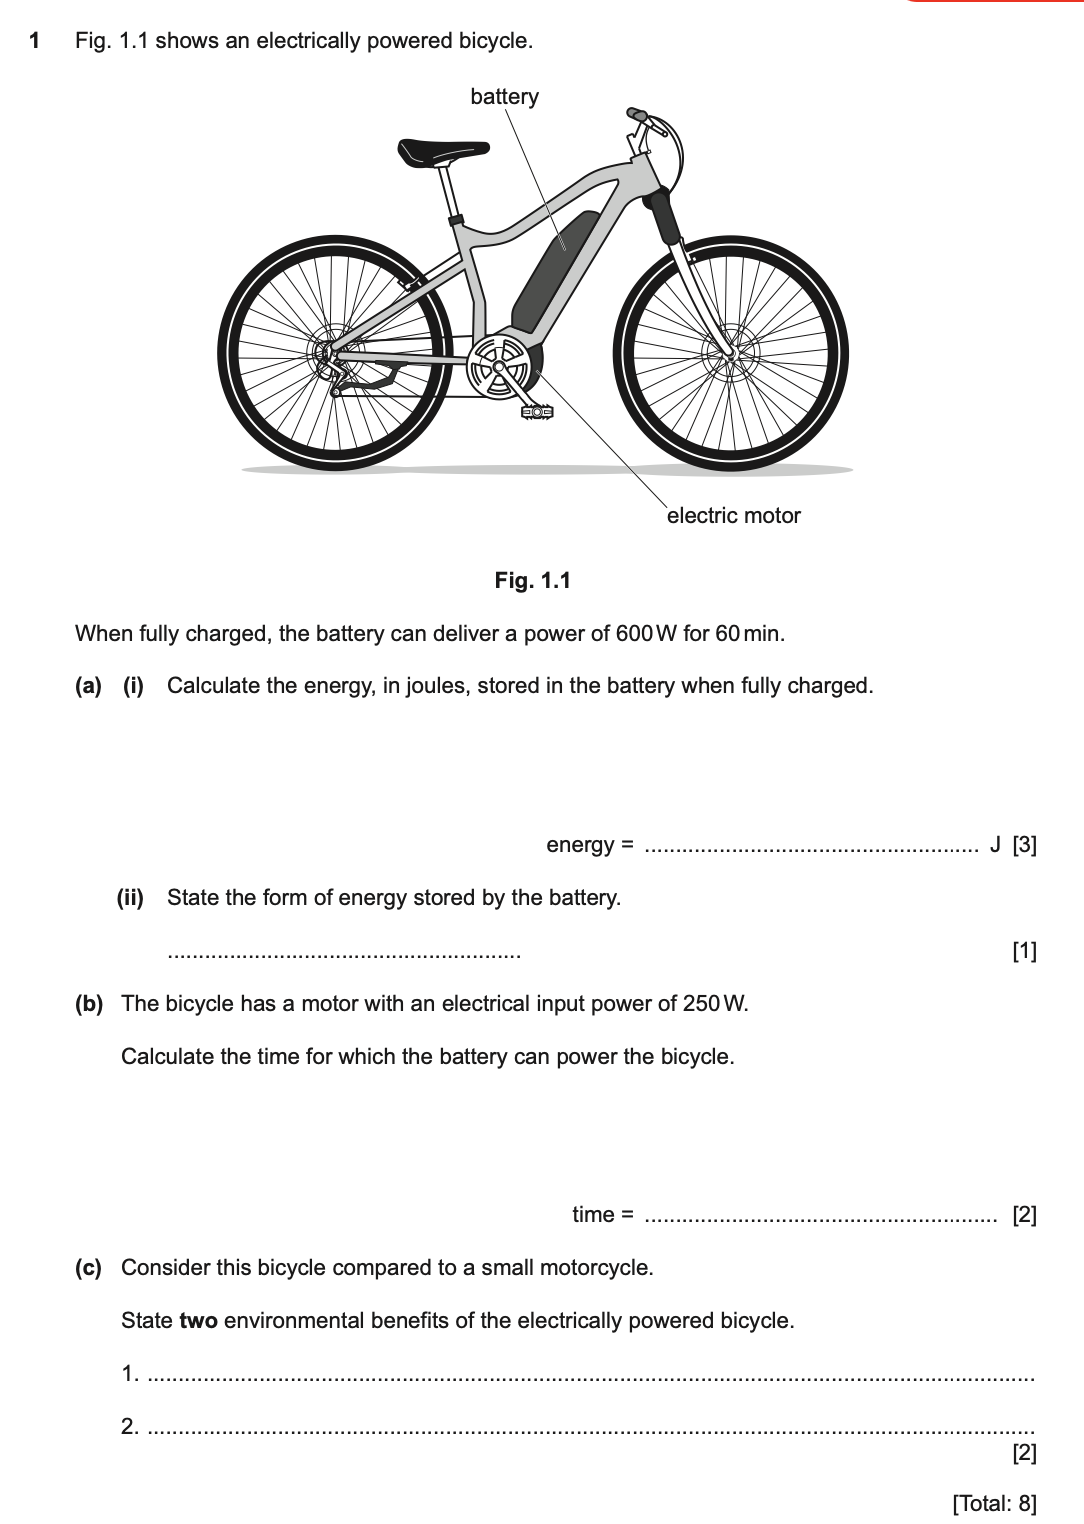 1 Fig. 1.1 shows an electrically powered bicycle.
battery
electric motor
Fig. 1.1
When fully charged, the battery can deliver a power of 600 W for 60 min.
(a) (i) Calculate the energy, in joules, stored in the battery when fully charged.
energy = ...................................................... J [3]
(ii) State the form of energy stored by the battery.
......................................................... [1]
(b) The bicycle has a motor with an electrical input power of 250 W.
Calculate the time for which the battery can power the bicycle.
time = ......................................................... [2]
(c) Consider this bicycle compared to a small motorcycle.
State two environmental benefits of the electrically powered bicycle.
1. ...............................................................................................................................................
2. ...............................................................................................................................................
[2]
[Total: 8]